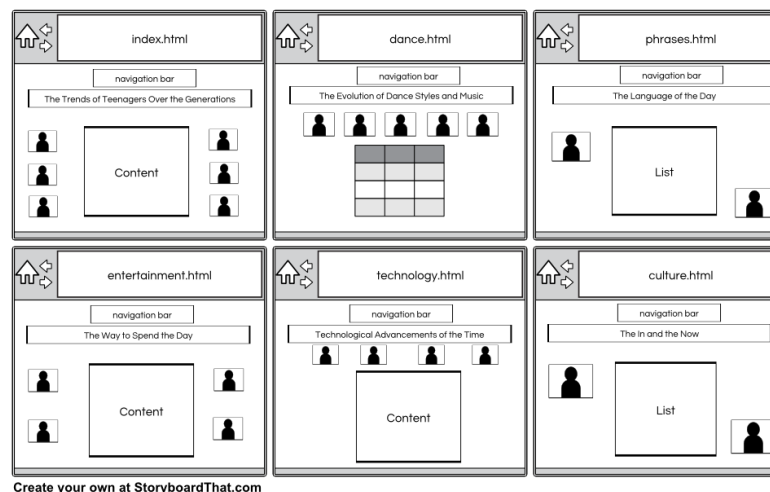 index.html
navigation bar
The Trends of Teenagers Over the Generations
Content
dance.html
navigation bar
The Evolution of Dance Styles and Music
phrases.html
navigation bar
The Language of the Day
List
entertainment.html
navigation bar
The Way to Spend the Day
Content
technology.html
navigation bar
Technological Advancements of the Time
Content
culture.html
navigation bar
The In and the Now
List
Create your own at StoryboardThat.com